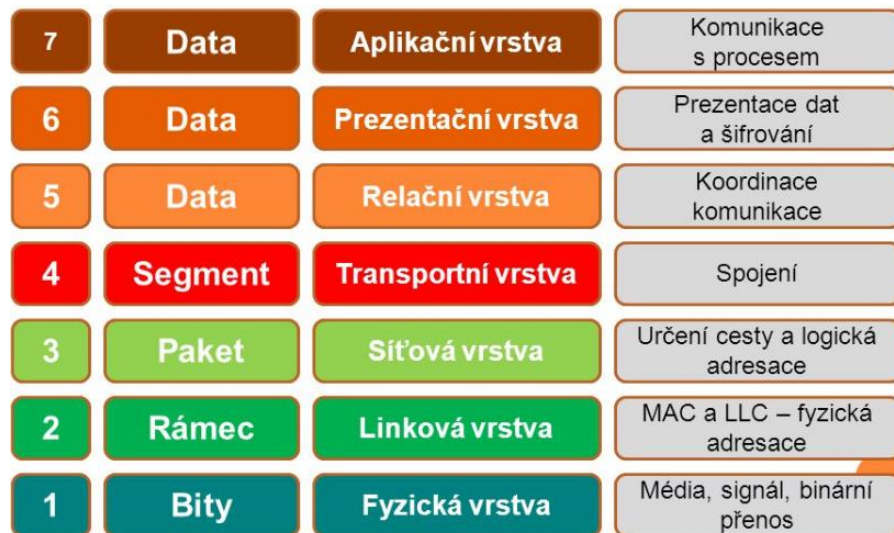 7 Data Aplikační vrstva Komunikace
s procesem
6 Data Prezentační vrstva Prezentace dat
a šifrování
5 Data Relační vrstva Koordinace
komunikace
4 Segment Transportní vrstva Spojení
3 Paket Síťová vrstva Určení cesty a logická
adresace
2 Rámec Linková vrstva MAC a LLC – fyzická
adresace
1 Bity Fyzická vrstva Média, signál, binární
přenos